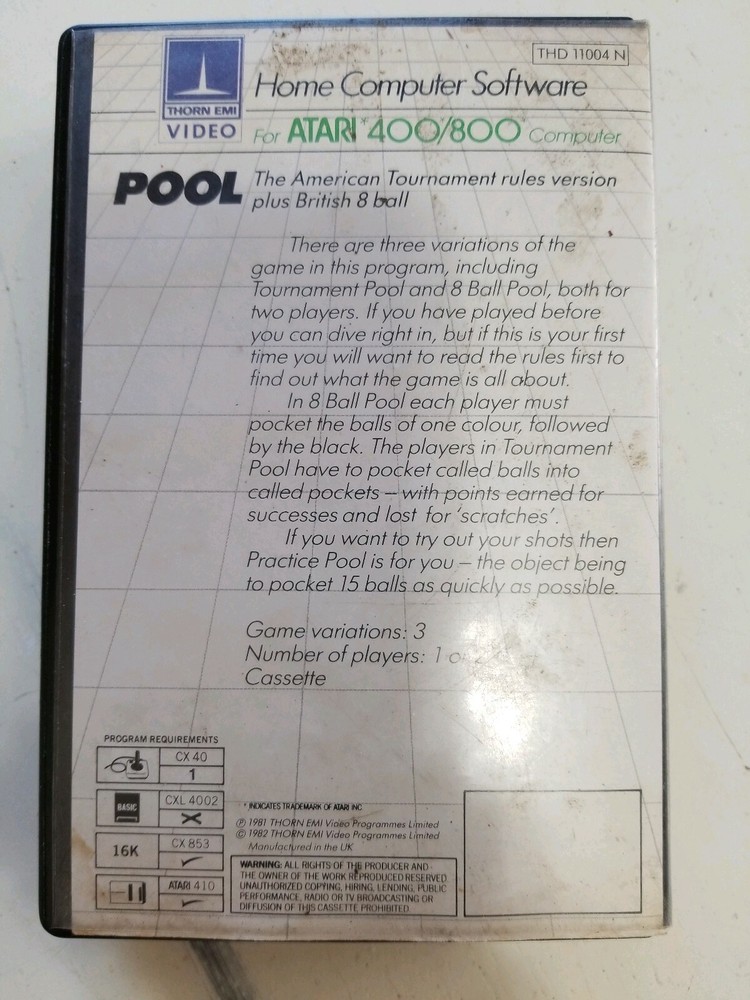 THD 11004 N
THORN EMI
VIDEO
Home Computer Software
For ATARI* 400/800 Computer
POOL
The American Tournament rules version
plus British 8 ball
There are three variations of the
game in this program, including
Tournament Pool and 8 Ball Pool, both for
two players. If you have played before
you can dive right in, but if this is your first
time you will want to read the rules first to
find out what the game is all about.
In 8 Ball Pool each player must
pocket the balls of one colour, followed
by the black. The players in Tournament
Pool have to pocket called balls into
called pockets – with points earned for
successes and lost for 'scratches'.
If you want to try out your shots then
Practice Pool is for you – the object being
to pocket 15 balls as quickly as possible.
Game variations: 3
Number of players: 1 or
Cassette
PROGRAM REQUIREMENTS
CX 40
1
BASIC
CXL 4002
16K
CX 853
ATARI 410
* INDICATES TRADEMARK OF ATARI INC.
Ⓟ 1981 THORN EMI Video Programmes Limited
© 1982 THORN EMI Video Programmes Limited
Manufactured in the UK
WARNING: ALL RIGHTS OF THE PRODUCER AND
THE OWNER OF THE WORK REPRODUCED RESERVED.
UNAUTHORIZED COPYING, HIRING, LENDING, PUBLIC
PERFORMANCE, RADIO OR TV BROADCASTING OR
DIFFUSION OF THIS CASSETTE PROHIBITED